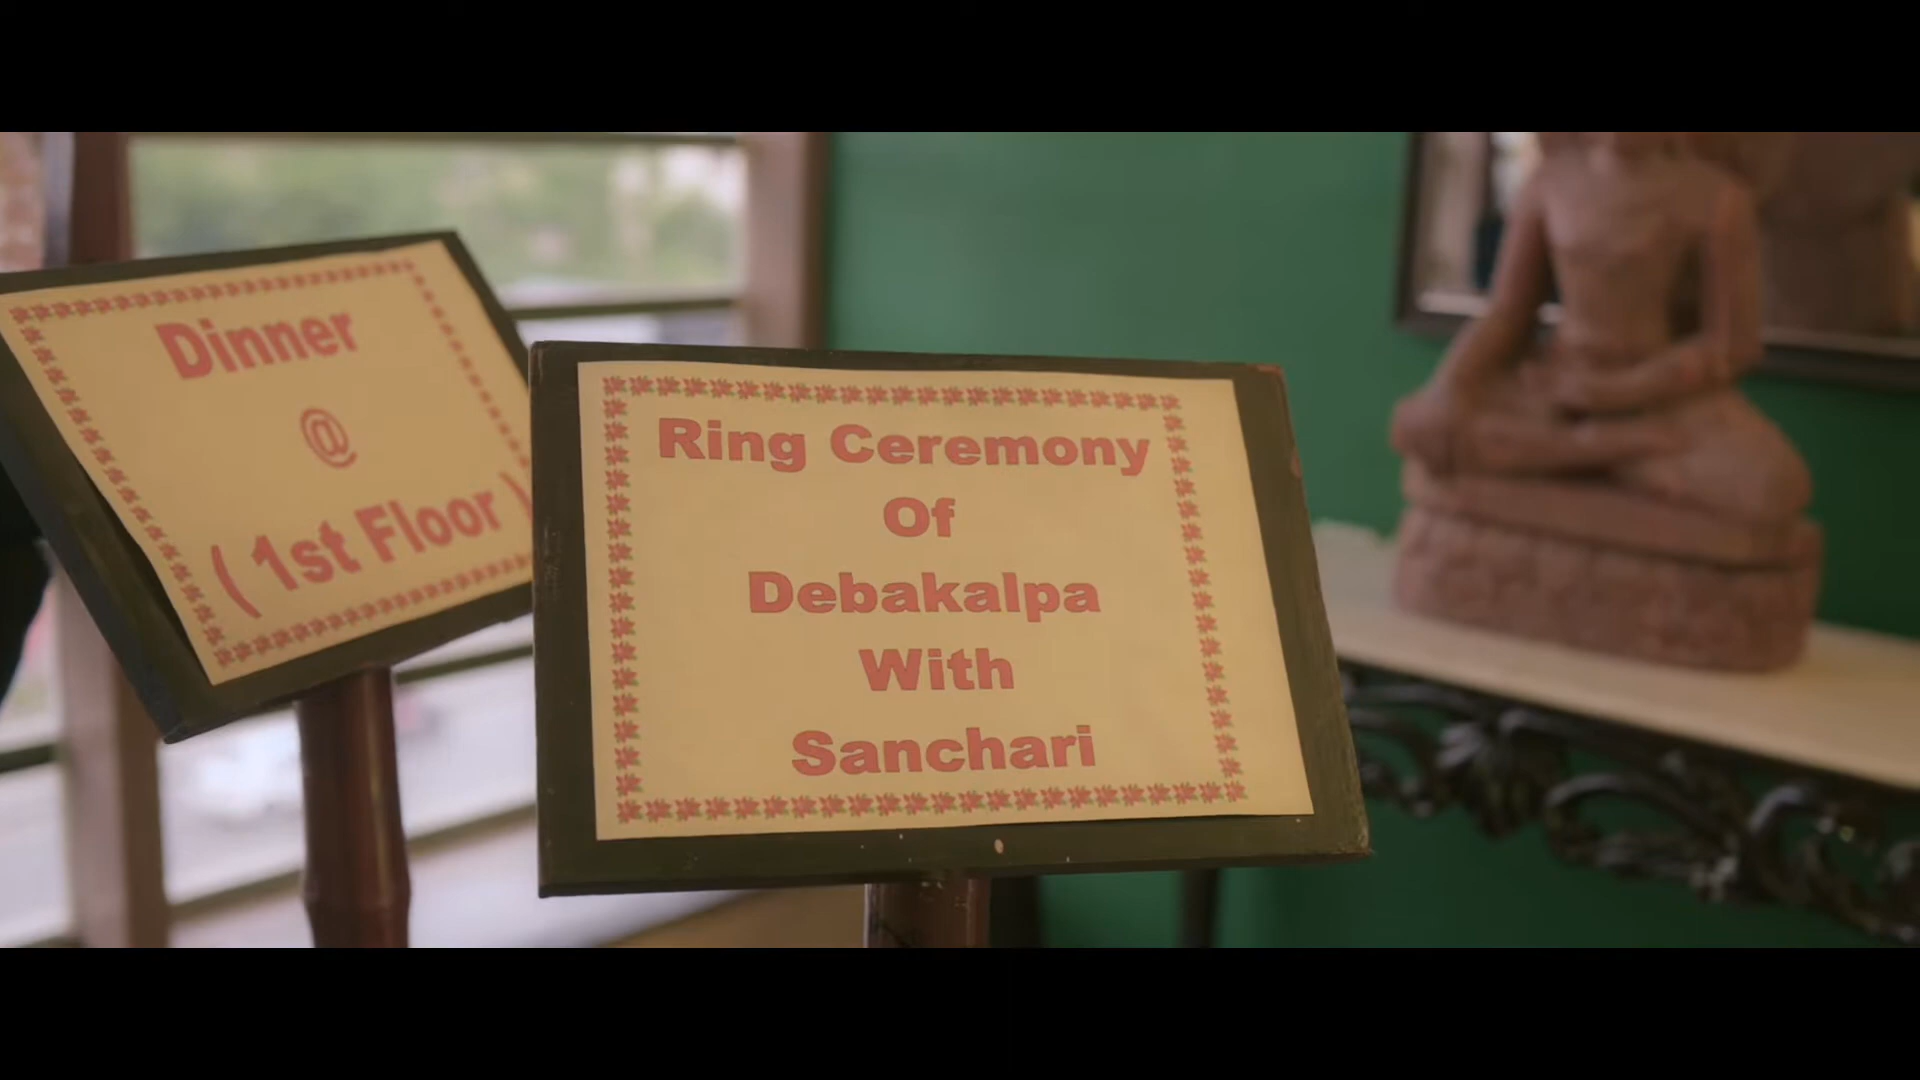 Dinner
@
( 1st Floor )
Ring Ceremony
Of
Debakalpa
With
Sanchari